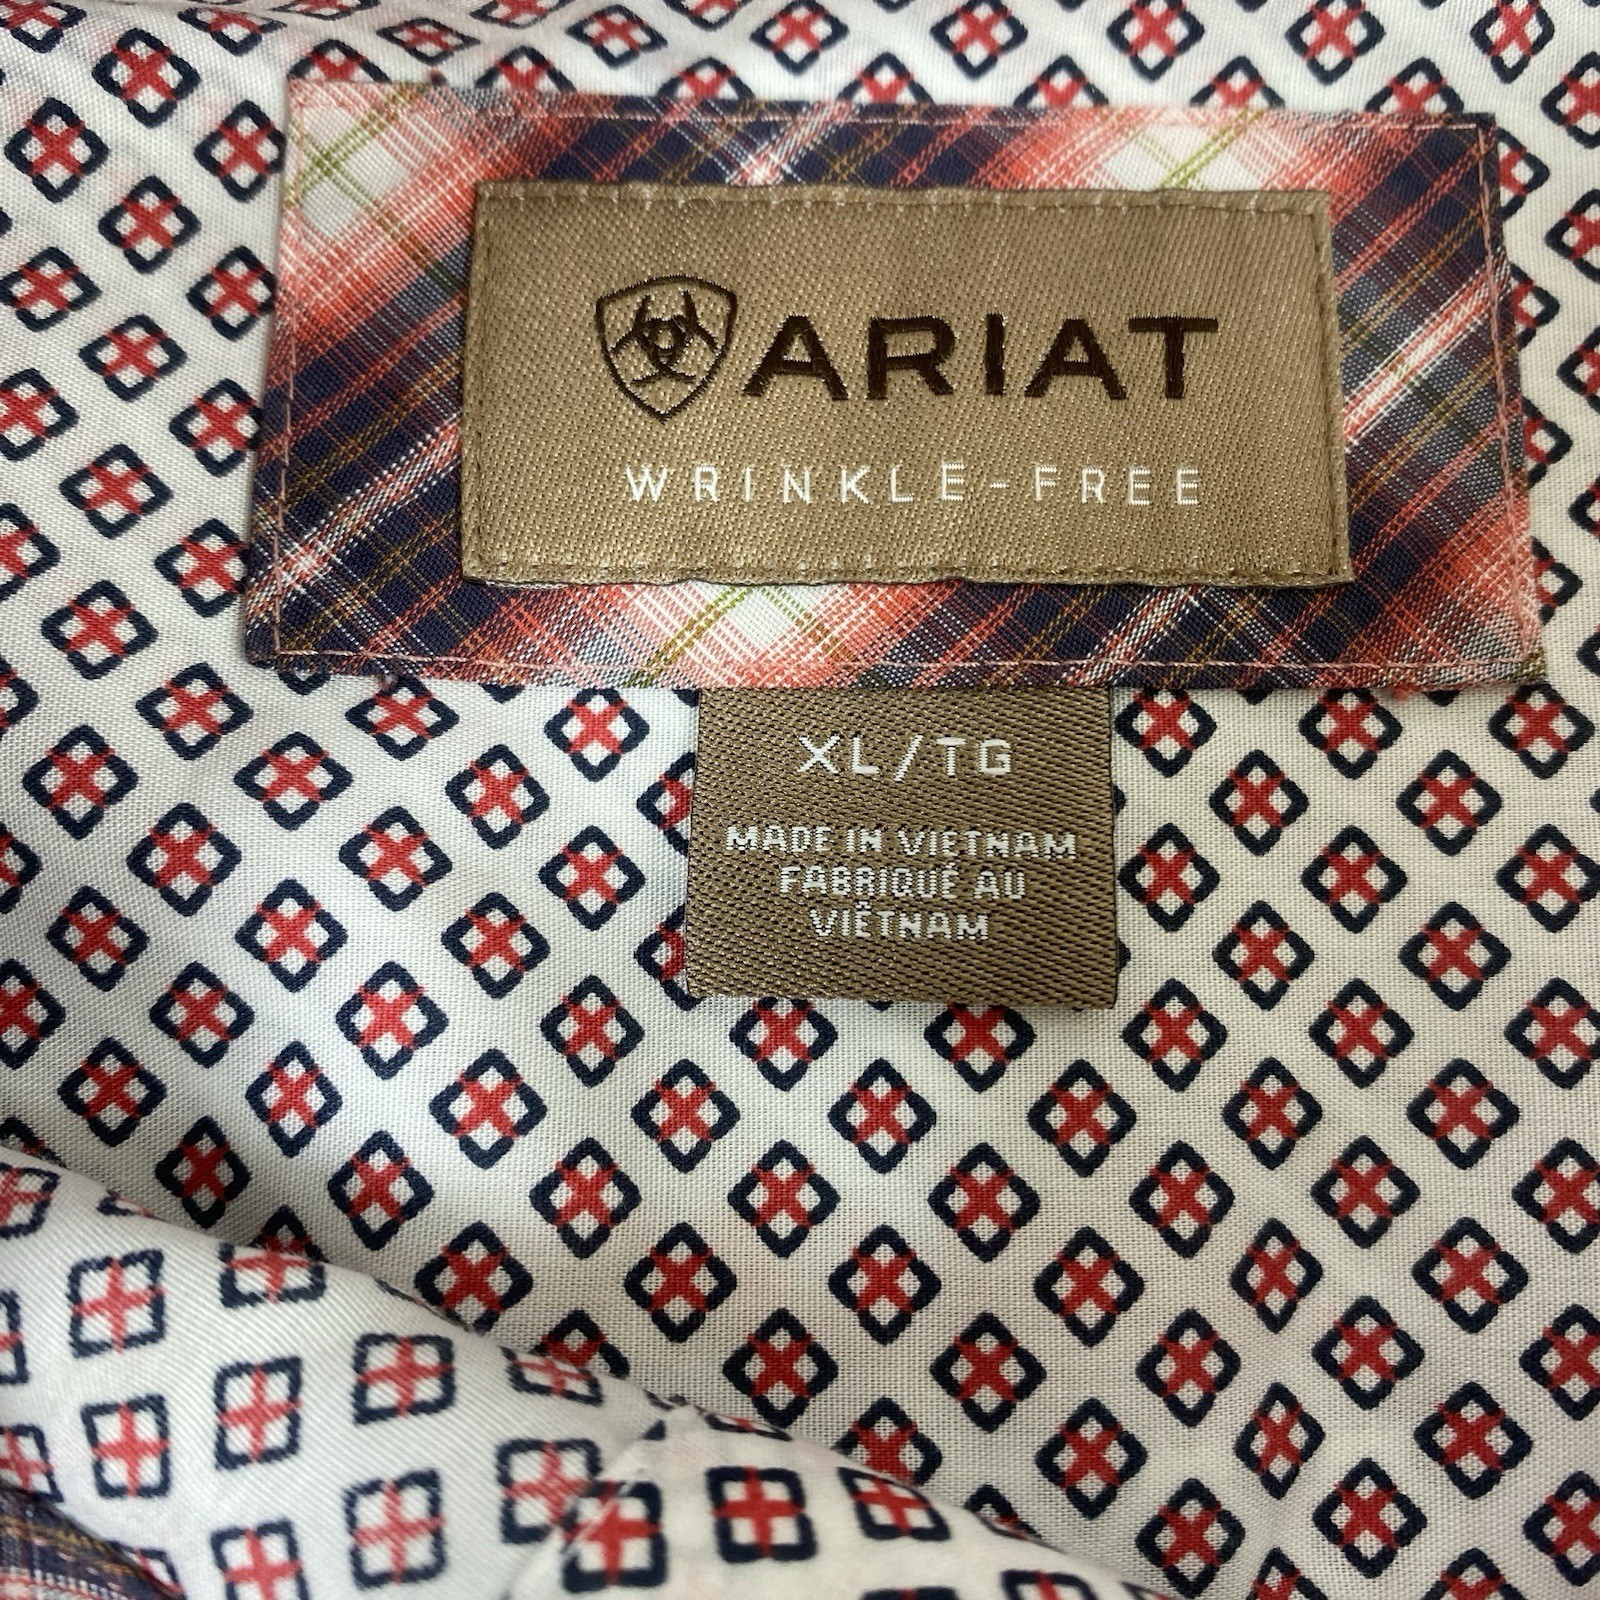 ARIAT
WRINKLE-FREE
XL/TG
MADE IN VIETNAM
FABRIQUÉ AU
VIÊTNAM